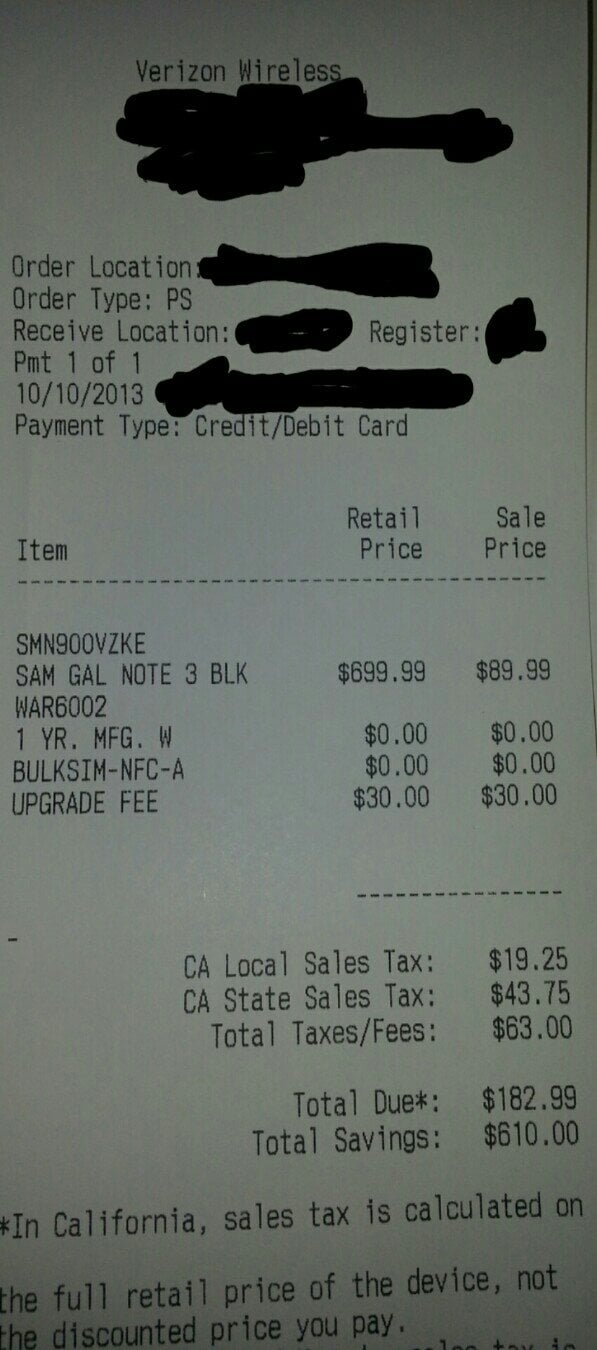 Verizon Wireless
Order Location:
Order Type: PS
Receive Location: Register:
Pmt 1 of 1
10/10/2013
Payment Type: Credit/Debit Card
Retail Sale
Item Price Price
--------------------------------------------
SMN900VZKE
SAM GAL NOTE 3 BLK $699.99 $89.99
WAR6002
1 YR. MFG. W $0.00 $0.00
BULKSIM-NFC-A $0.00 $0.00
UPGRADE FEE $30.00 $30.00
----------------
-
CA Local Sales Tax: $19.25
CA State Sales Tax: $43.75
Total Taxes/Fees: $63.00
Total Due*: $182.99
Total Savings: $610.00
*In California, sales tax is calculated on
the full retail price of the device, not
the discounted price you pay.
sales tax is